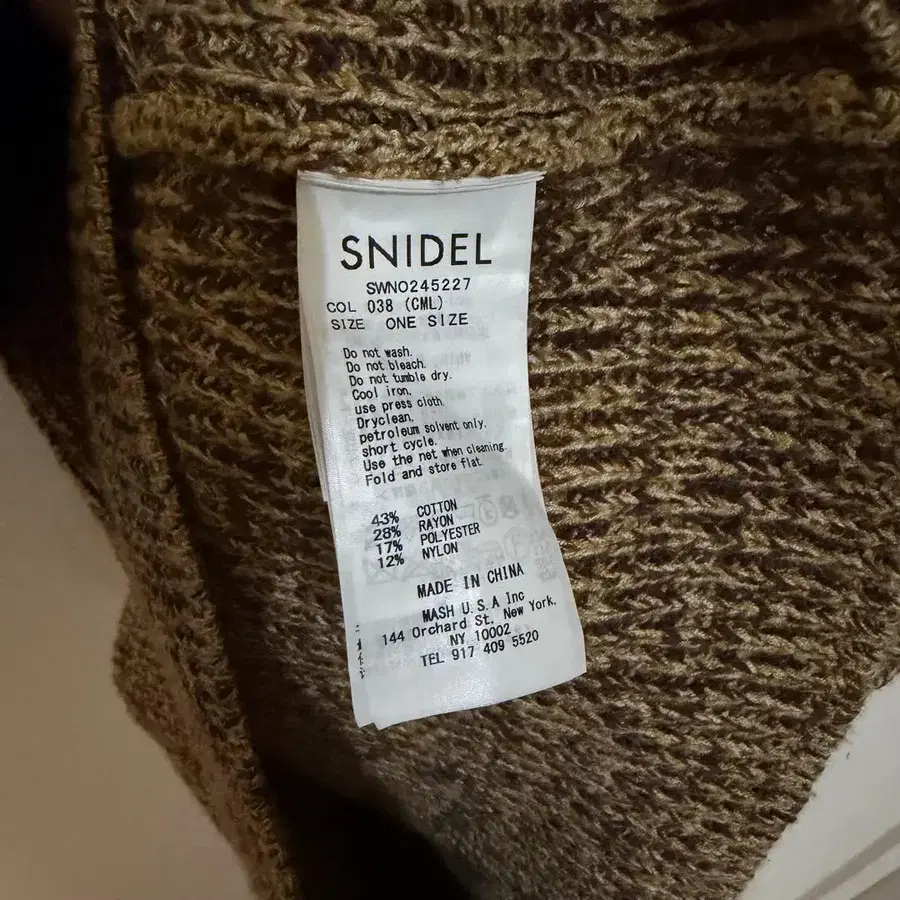 SNIDEL
SWNO245227
COL 038 (CML)
SIZE ONE SIZE
Do not wash.
Do not bleach.
Do not tumble dry.
Cool iron.
use press cloth.
Dryclean.
petroleum solvent only.
short cycle.
Use the net when cleaning.
Fold and store flat.
43% COTTON
28% RAYON
17% POLYESTER
12% NYLON
MADE IN CHINA
MASH U.S.A Inc
144 Orchard St. New York.
NY 10002
TEL 917 409 5520